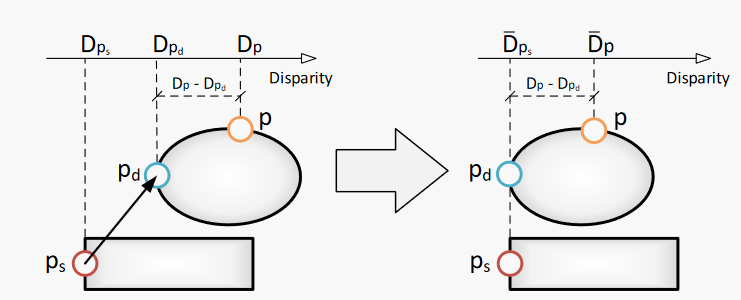 Dps Dpd Dp
Disparity
Dp - Dpd
p
pd
ps
D̅ps D̅p
Disparity
Dp - Dpd
p
pd
ps